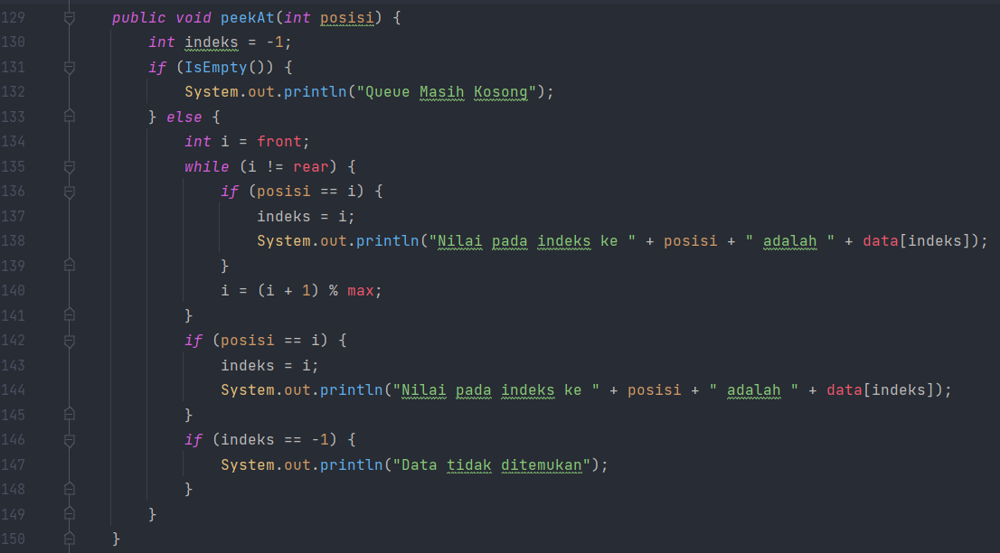 129 public void peekAt(int posisi) {
130 int indeks = -1;
131 if (IsEmpty()) {
132 System.out.println("Queue Masih Kosong");
133 } else {
134 int i = front;
135 while (i != rear) {
136 if (posisi == i) {
137 indeks = i;
138 System.out.println("Nilai pada indeks ke " + posisi + " adalah " + data[indeks]);
139 }
140 i = (i + 1) % max;
141 }
142 if (posisi == i) {
143 indeks = i;
144 System.out.println("Nilai pada indeks ke " + posisi + " adalah " + data[indeks]);
145 }
146 if (indeks == -1) {
147 System.out.println("Data tidak ditemukan");
148 }
149 }
150 }